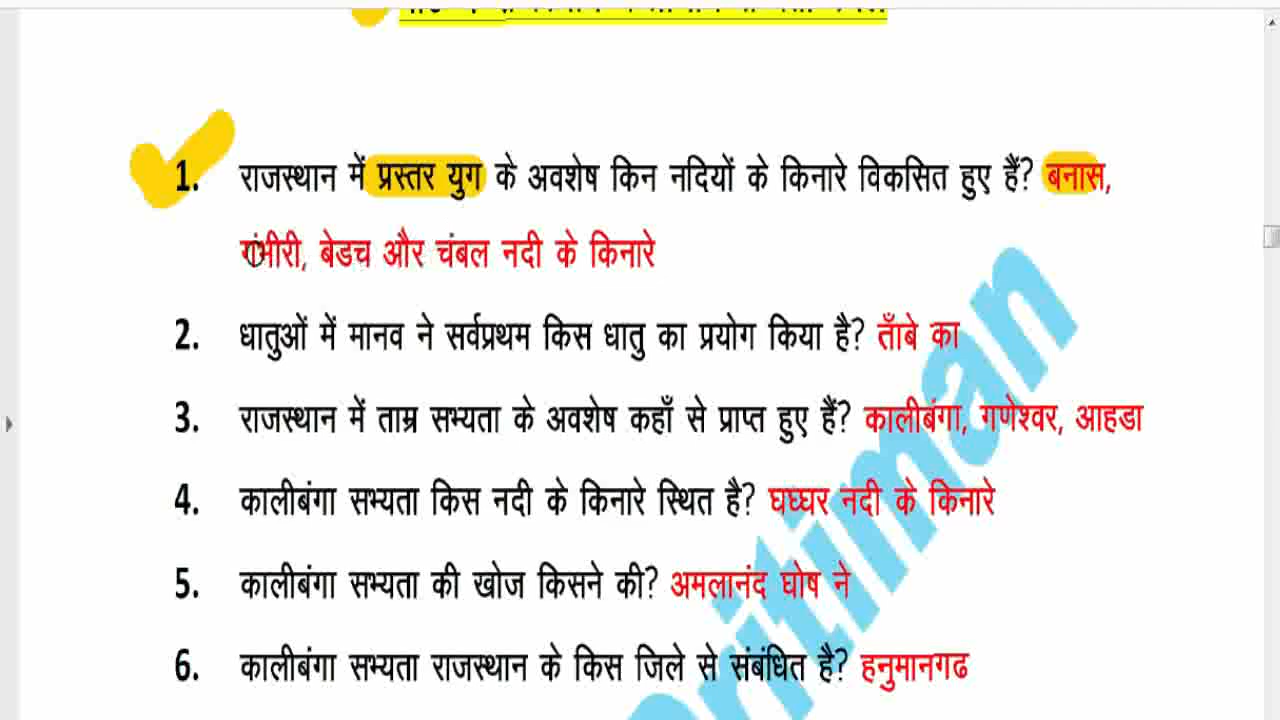 1. राजस्थान में प्रस्तर युग के अवशेष किन नदियों के किनारे विकसित हुए हैं? बनास,
गंभीरी, बेडच और चंबल नदी के किनारे
2. धातुओं में मानव ने सर्वप्रथम किस धातु का प्रयोग किया है? ताँबे का
3. राजस्थान में ताम्र सभ्यता के अवशेष कहाँ से प्राप्त हुए हैं? कालीबंगा, गणेश्वर, आहडा
4. कालीबंगा सभ्यता किस नदी के किनारे स्थित है? घघ्घर नदी के किनारे
5. कालीबंगा सभ्यता की खोज किसने की? अमलानंद घोष ने
6. कालीबंगा सभ्यता राजस्थान के किस जिले से संबंधित है? हनुमानगढ